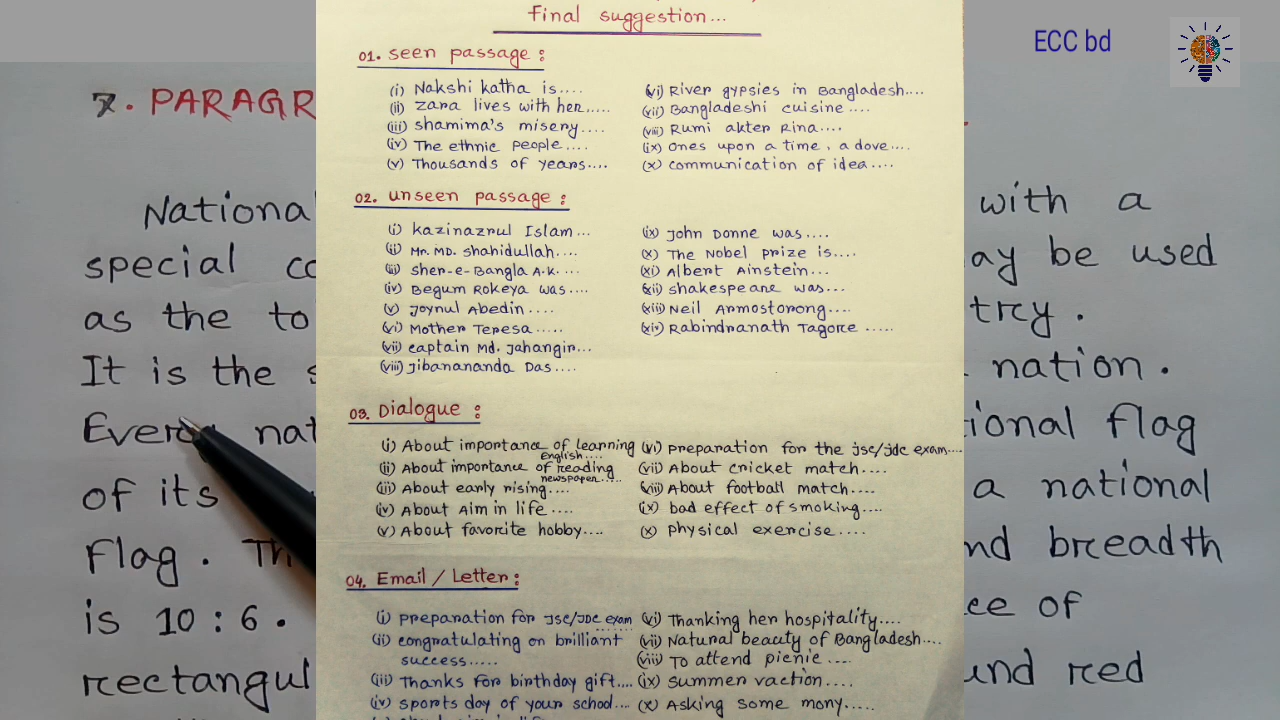 ECC bd
Final suggestion...
01. seen passage :
(i) Nakshi katha is....
(ii) zara lives with her.....
(iii) shamima's misery....
(iv) The ethnic people....
(v) Thousands of years....
(vi) River gypsies in Bangladesh....
(vii) Bangladeshi cuisine ....
(viii) Rumi akter Rina....
(ix) Ones upon a time, a dove....
(x) communication of idea....
02. unseen passage :
(i) kazinazrul Islam...
(ii) Mr. MD. shahidullah....
(iii) sher-e-Bangla A.K. ...
(iv) Begum Rokeya was....
(v) Joynul Abedin ....
(vi) Mother Teresa .....
(vii) captain Md. Jahangir...
(viii) Jibanananda Das....
(ix) John Donne was....
(x) The Nobel prize is....
(xi) Albert Ainstein...
(xii) shakespeare was...
(xiii) Neil Armostorong....
(xiv) Rabindranath Tagore .....
03. Dialogue :
(i) About importance of learning
English....
(ii) About importance of reading
newspaper....
(iii) About early rising....
(iv) About Aim in life ....
(v) About favorite hobby....
(vi) preparation for the jsc/jdc exam....
(vii) About cricket match....
(viii) About football match....
(ix) bad effect of smoking....
(x) physical exercise....
04. Email / Letter :
(i) preparation for JSC/JDC exam
(ii) congratulating on brilliant
success.....
(iii) Thanks for birthday gift....
(iv) sports day of your school....
(vi) Thanking her hospitality....
(vii) Natural beauty of Bangladesh....
(viii) To attend picnic ....
(ix) summer vaction....
(x) Asking some mony.....
7. PARAGR
Nationa
with a
special co
ay be used
as the to
try.
It is the s
nation.
Every nat
ional flag
of its
a national
Flag. Th
nd breadth
is 10 : 6.
ce of
rectangul
und red